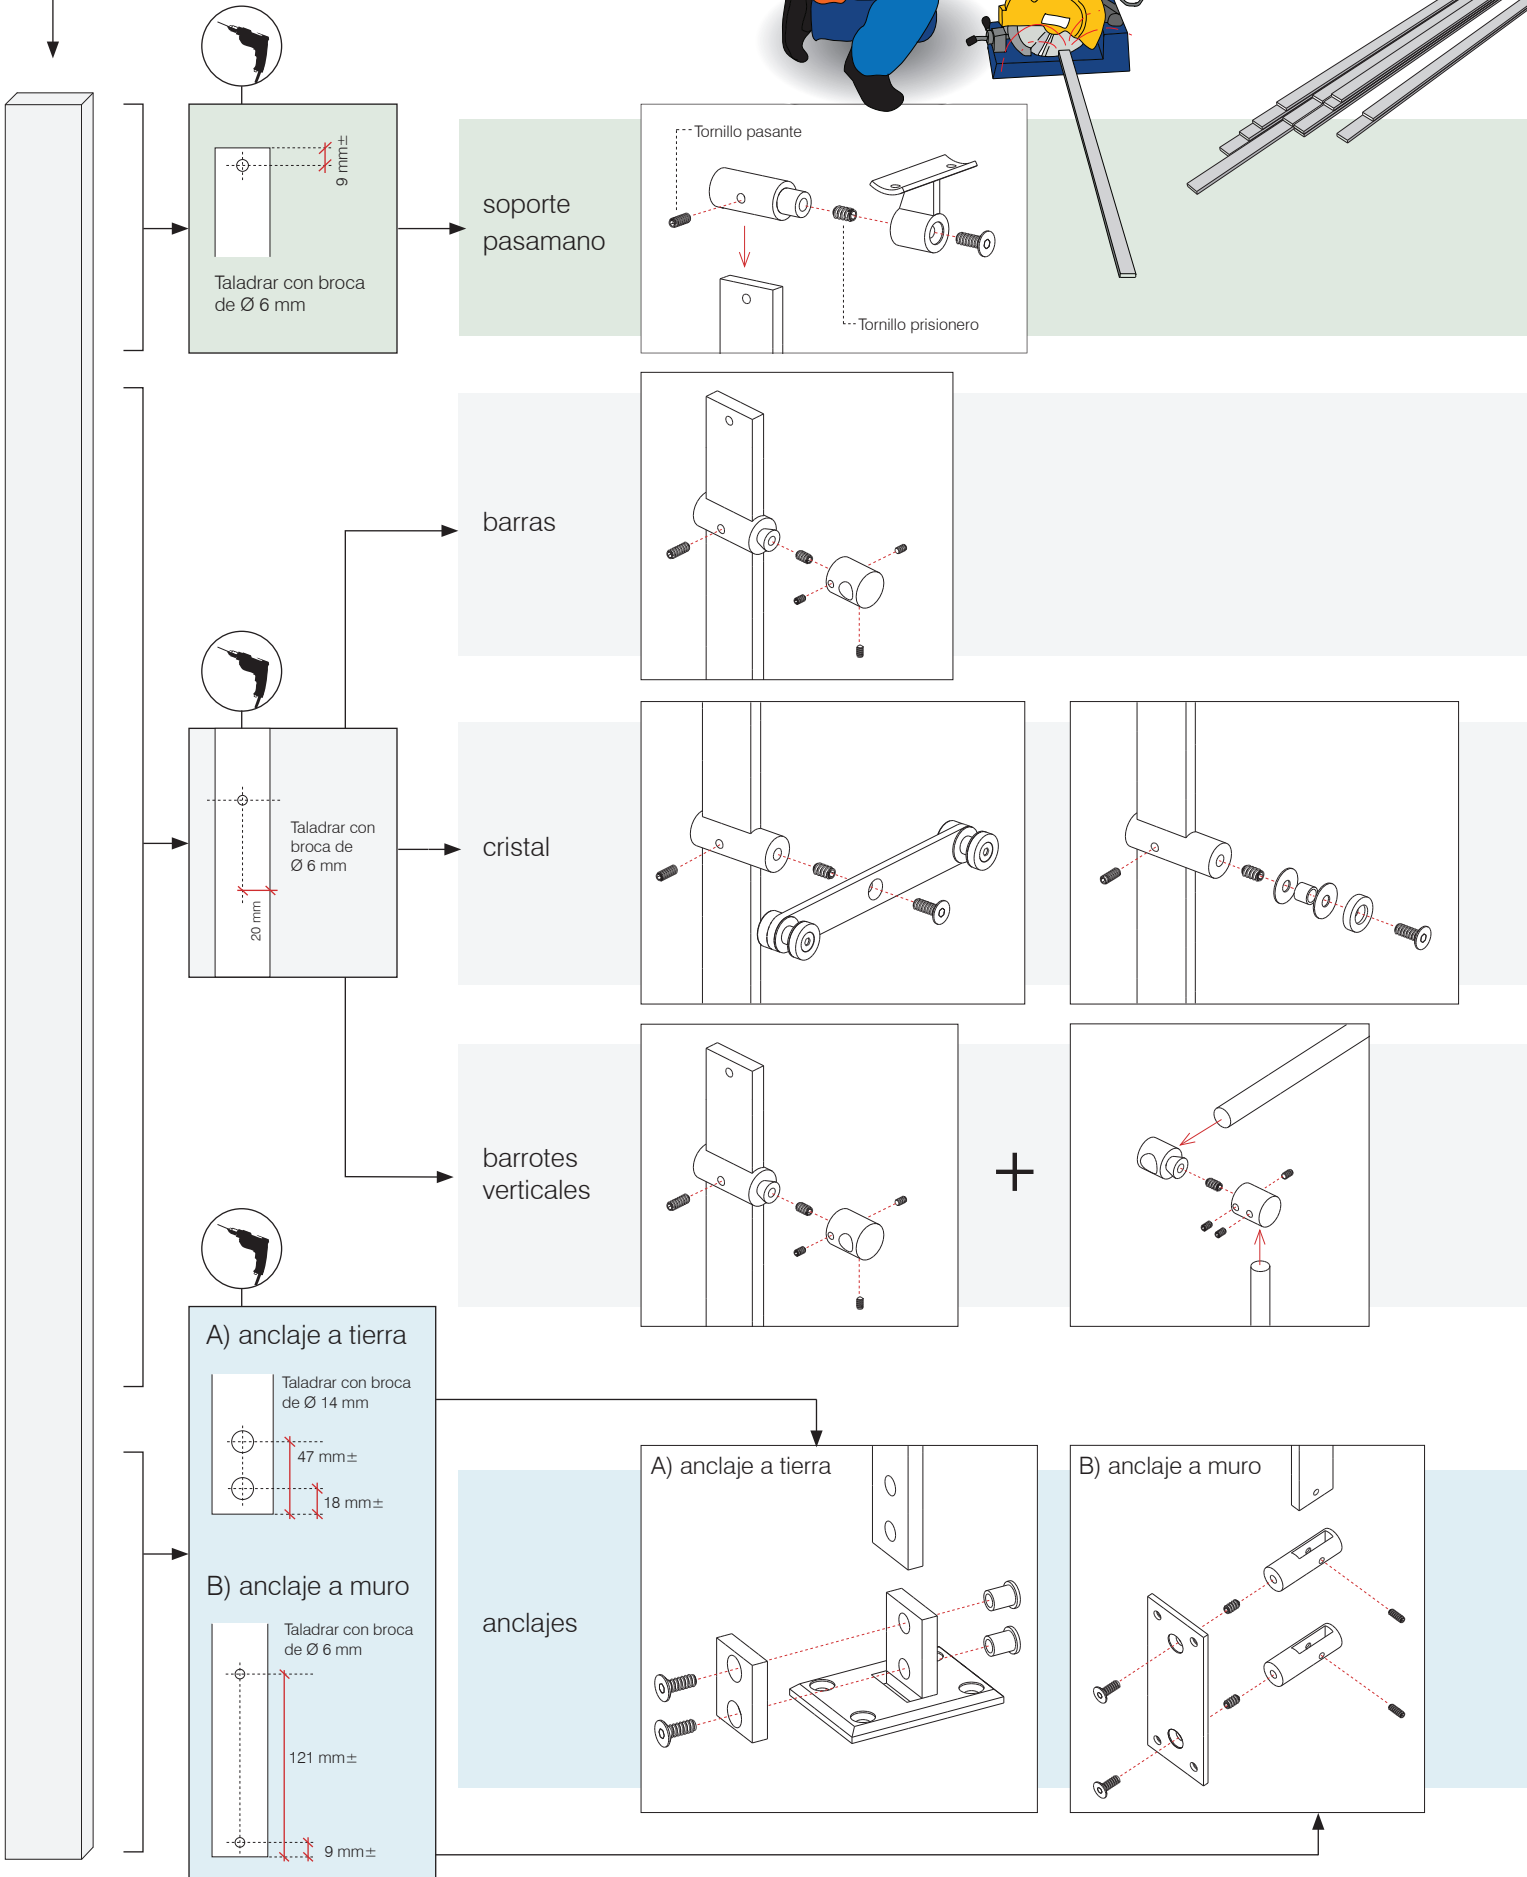 9 mm±
Taladrar con broca
de Ø 6 mm
soporte
pasamano
Tornillo pasante
Tornillo prisionero
barras
Taladrar con
broca de
Ø 6 mm
20 mm
cristal
barrotes
verticales
+
A) anclaje a tierra
Taladrar con broca
de Ø 14 mm
47 mm±
18 mm±
B) anclaje a muro
Taladrar con broca
de Ø 6 mm
121 mm±
9 mm±
anclajes
A) anclaje a tierra
B) anclaje a muro